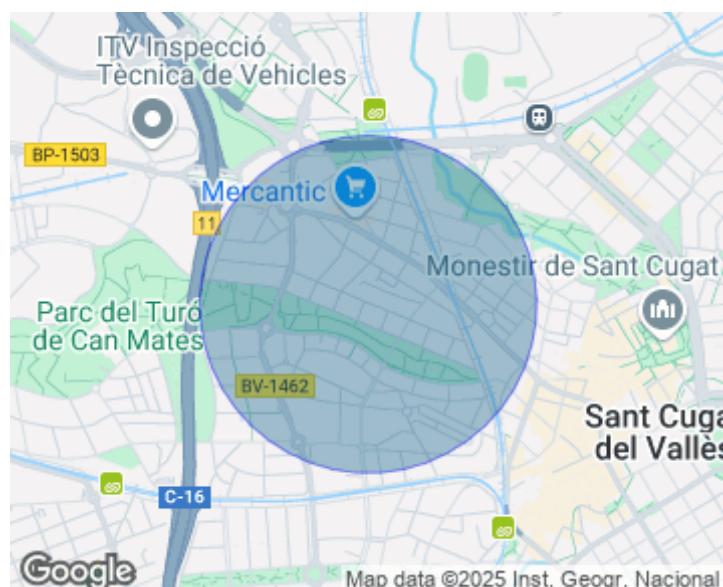 ITV Inspecció
Tècnica de Vehicles
BP-1503
Mercantic
11
Monestir de Sant Cugat
Parc del Turó
de Can Mates
BV-1462
Sant Cuga
del Vallès
C-16
Google
Map data ©2025 Inst. Geogr. Nacional